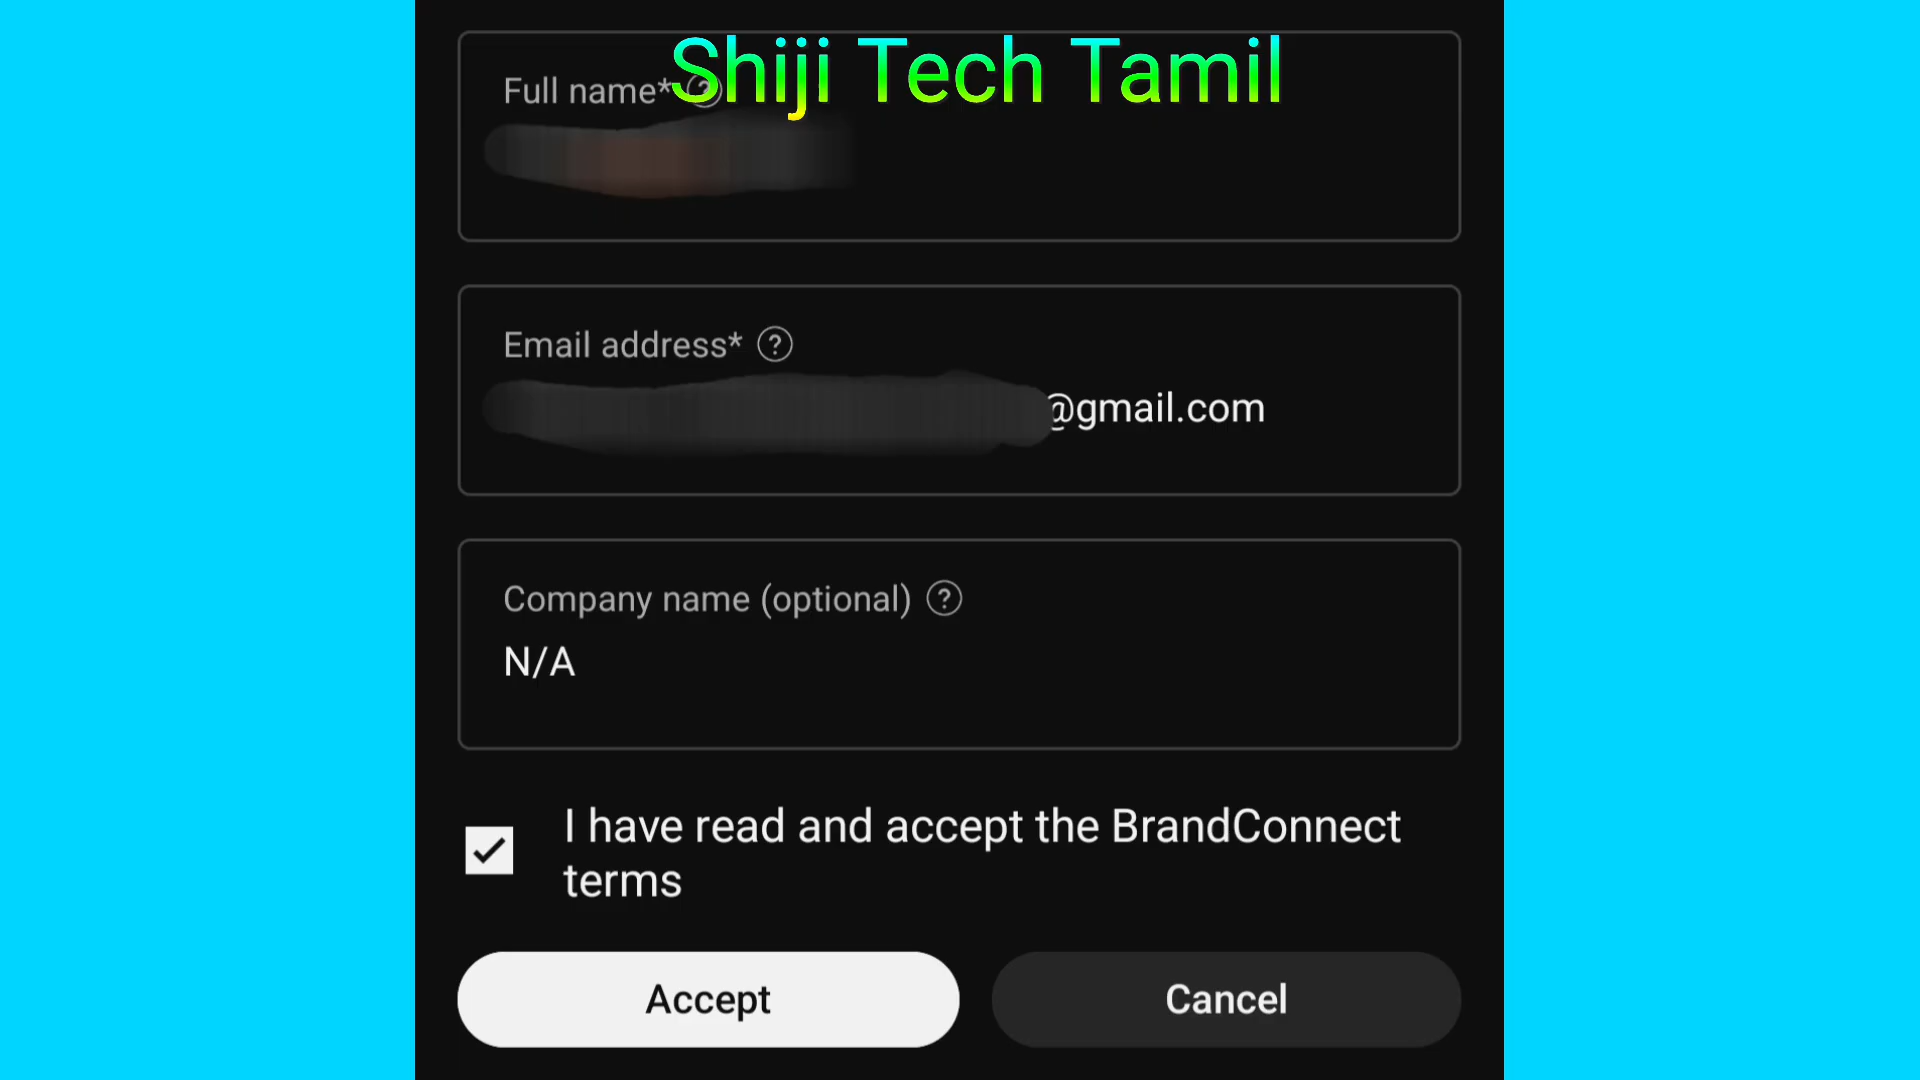 Shiji Tech Tamil
Full name*
Email address* ?
@gmail.com
Company name (optional) ?
N/A
I have read and accept the BrandConnect
terms
Accept
Cancel